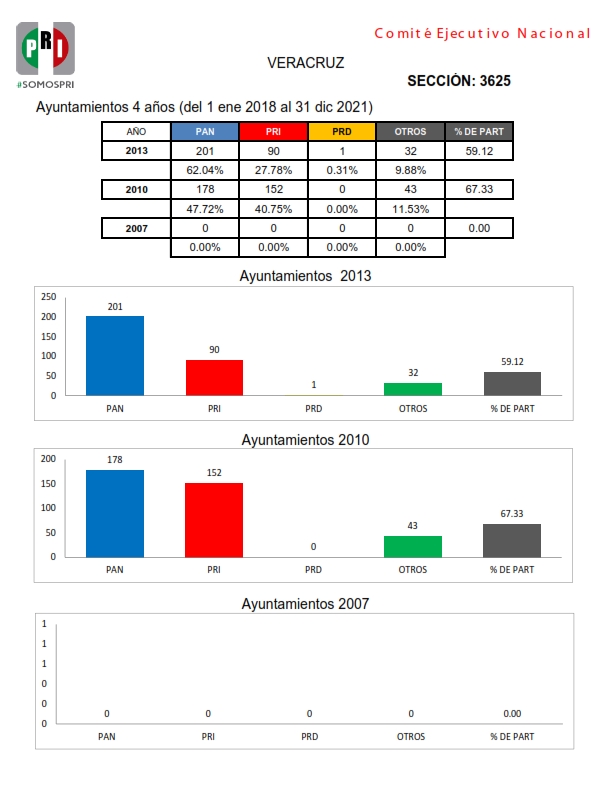 Comité Ejecutivo Nacional
PRI
#SOMOSPRI
VERACRUZ
SECCIÓN: 3625
Ayuntamientos 4 años (del 1 ene 2018 al 31 dic 2021)
AÑO PAN PRI PRD OTROS % DE PART
2013 201 90 1 32 59.12
62.04% 27.78% 0.31% 9.88%
2010 178 152 0 43 67.33
47.72% 40.75% 0.00% 11.53%
2007 0 0 0 0 0.00
0.00% 0.00% 0.00% 0.00%
Ayuntamientos 2013
250
200
150
100
50
0
201 90 1 32 59.12
PAN PRI PRD OTROS % DE PART
Ayuntamientos 2010
200
150
100
50
0
178 152 0 43 67.33
PAN PRI PRD OTROS % DE PART
Ayuntamientos 2007
1
1
1
0
0
0
0 0 0 0 0.00
PAN PRI PRD OTROS % DE PART